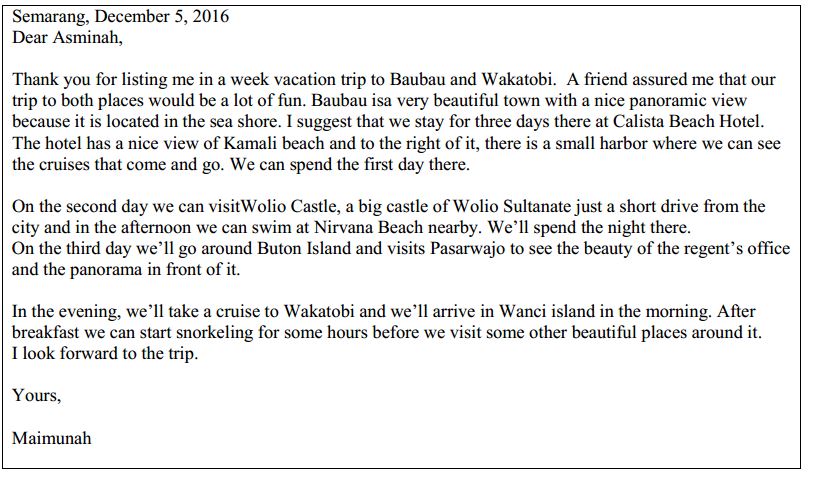 Semarang, December 5, 2016
Dear Asminah,
Thank you for listing me in a week vacation trip to Baubau and Wakatobi.  A friend assured me that our
trip to both places would be a lot of fun. Baubau isa very beautiful town with a nice panoramic view
because it is located in the sea shore. I suggest that we stay for three days there at Calista Beach Hotel.
The hotel has a nice view of Kamali beach and to the right of it, there is a small harbor where we can see
the cruises that come and go. We can spend the first day there.
On the second day we can visitWolio Castle, a big castle of Wolio Sultanate just a short drive from the
city and in the afternoon we can swim at Nirvana Beach nearby. We’ll spend the night there.
On the third day we’ll go around Buton Island and visits Pasarwajo to see the beauty of the regent’s office
and the panorama in front of it.
In the evening, we’ll take a cruise to Wakatobi and we’ll arrive in Wanci island in the morning. After
breakfast we can start snorkeling for some hours before we visit some other beautiful places around it.
I look forward to the trip.
Yours,
Maimunah